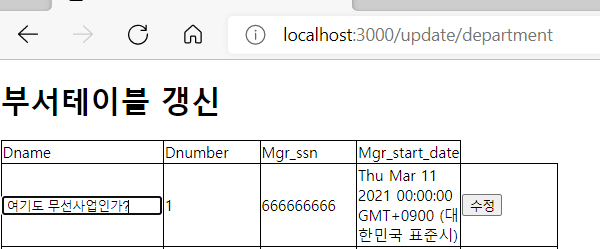 localhost:3000/update/department
부서테이블 갱신
Dname Dnumber Mgr_ssn Mgr_start_date
여기도 무선사업인가? 1 666666666 Thu Mar 11
2021 00:00:00
GMT+0900 (대
한민국 표준시) 수정